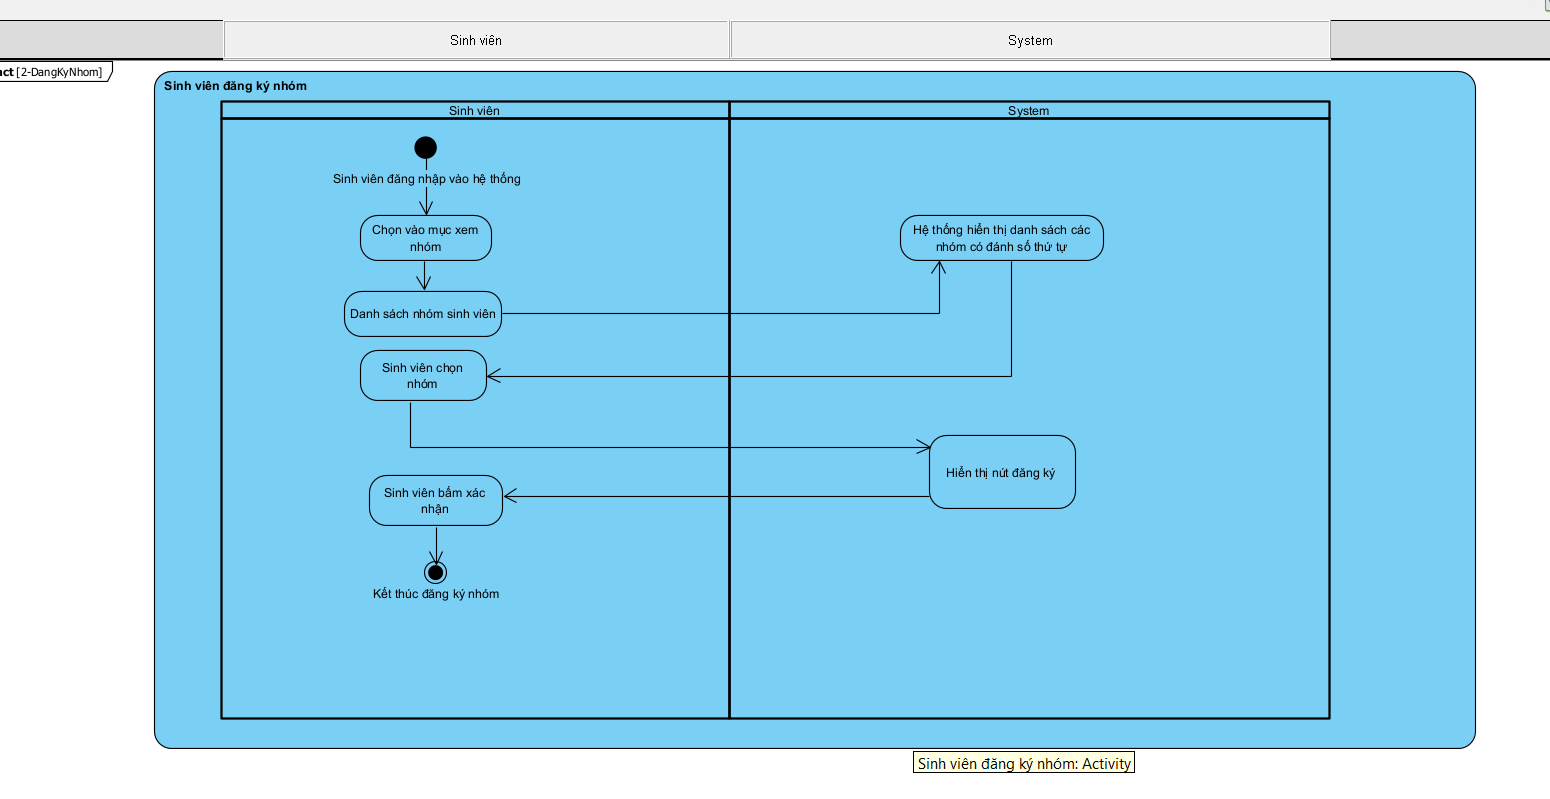 Sinh viên
System
act [2-DangKyNhom]
Sinh viên đăng ký nhóm
Sinh viên
System
Sinh viên đăng nhập vào hệ thống
Chọn vào mục xem
nhóm
Hệ thống hiển thị danh sách các
nhóm có đánh số thứ tự
Danh sách nhóm sinh viên
Sinh viên chọn
nhóm
Hiển thị nút đăng ký
Sinh viên bấm xác
nhận
Kết thúc đăng ký nhóm
Sinh viên đăng ký nhóm: Activity